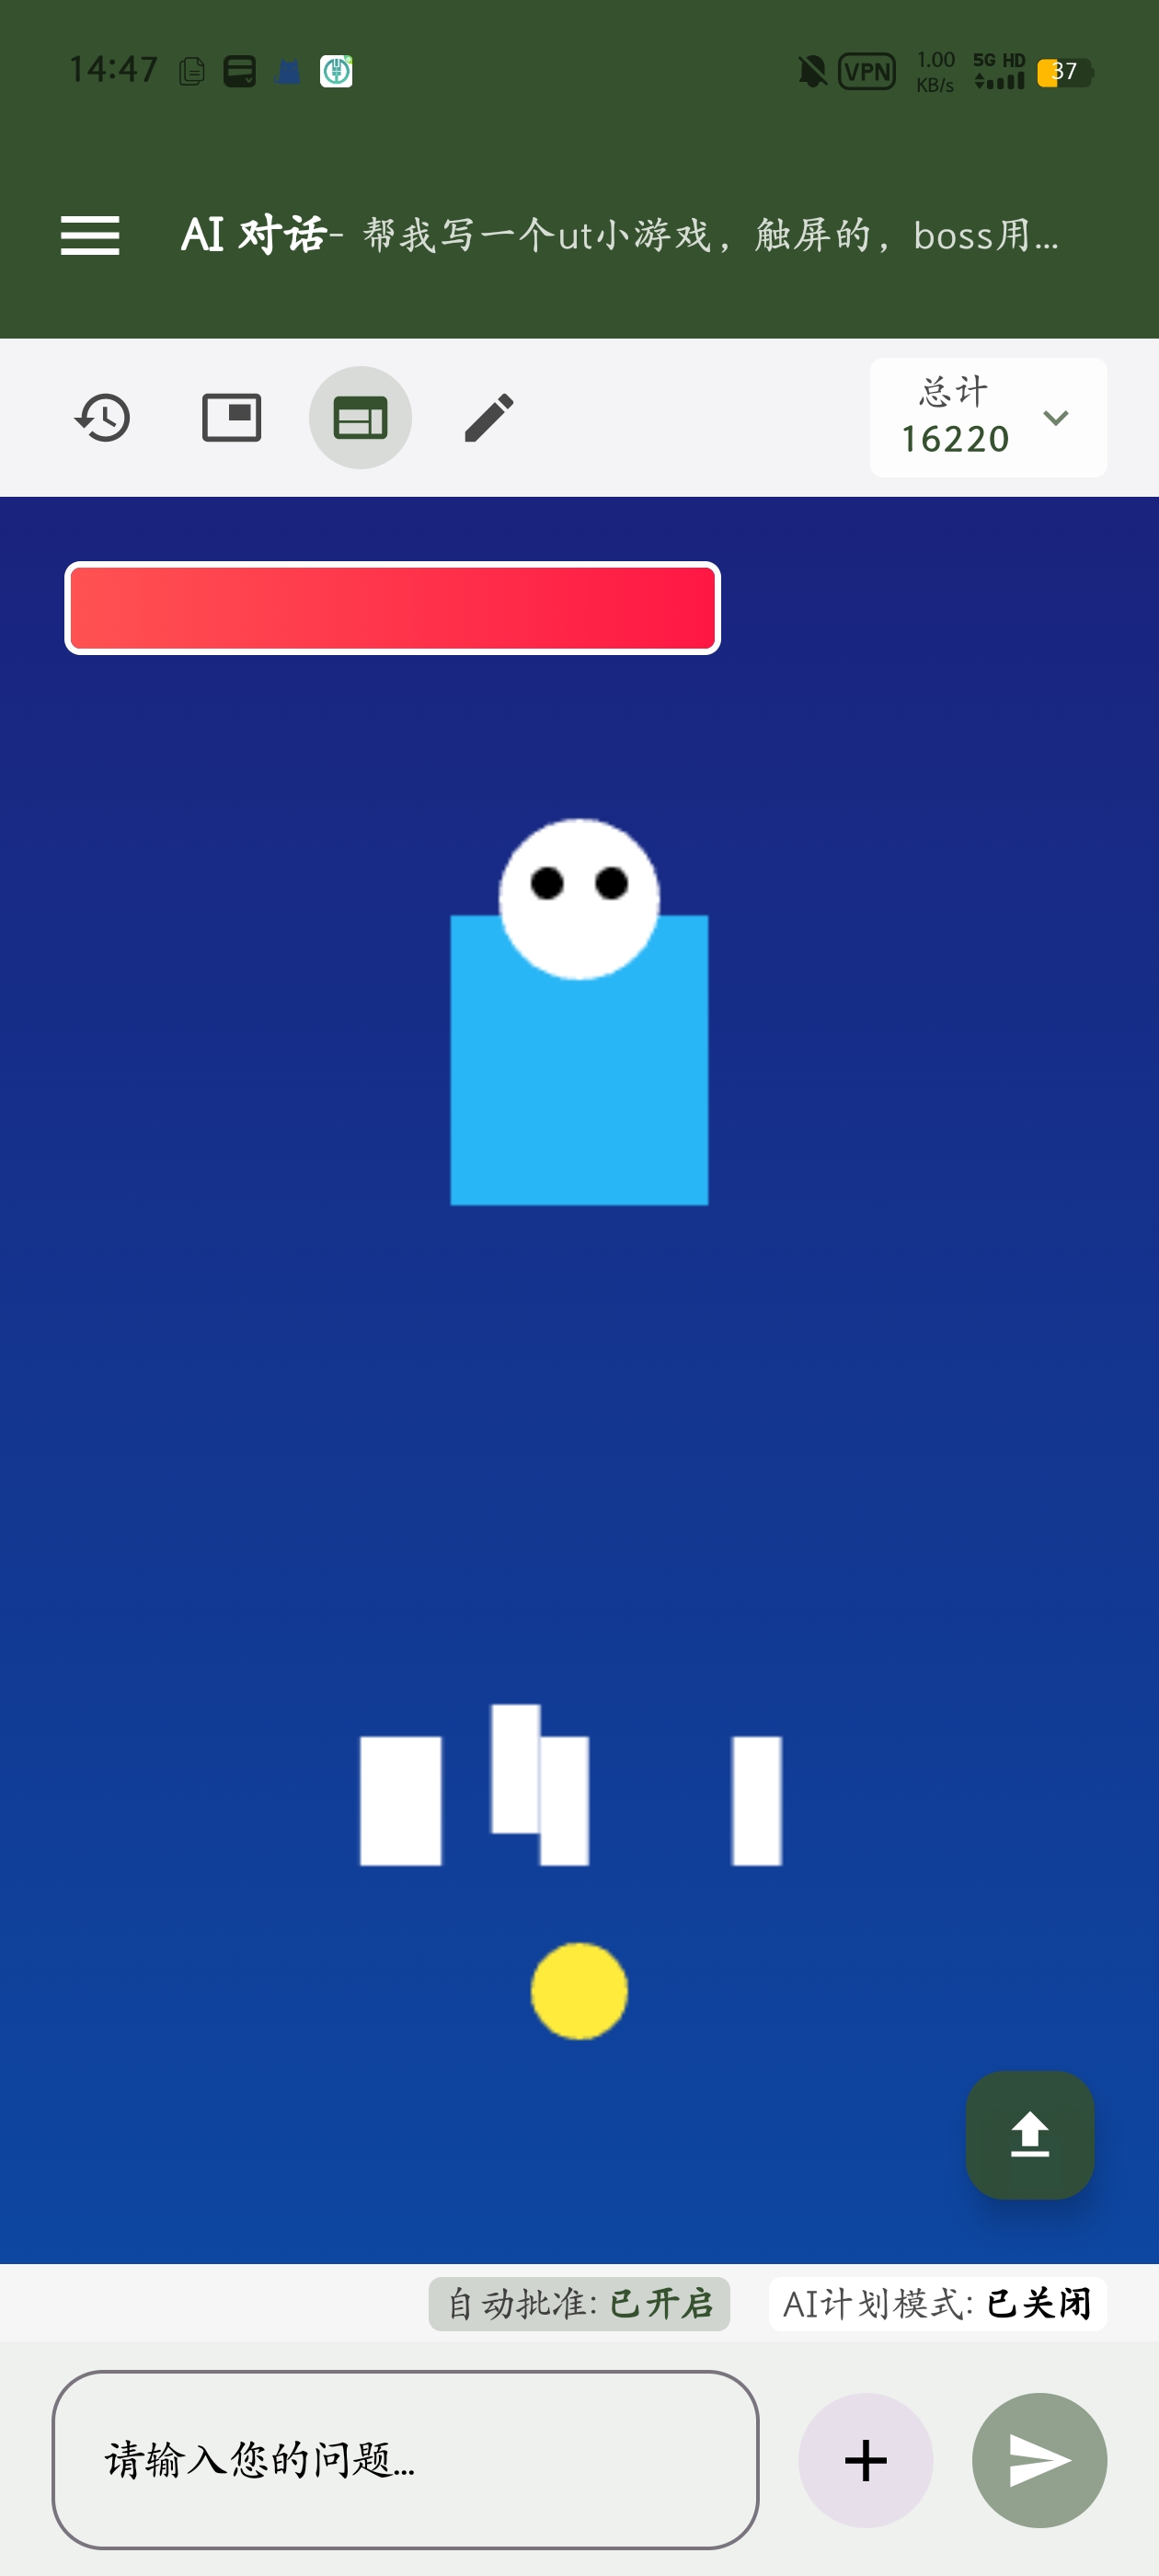 14:47
VPN
1.00
KB/s
5G HD
37
AI 对话- 帮我写一个ut小游戏，触屏的，boss用...
总计
16220
自动批准: 已开启
AI计划模式: 已关闭
请输入您的问题...